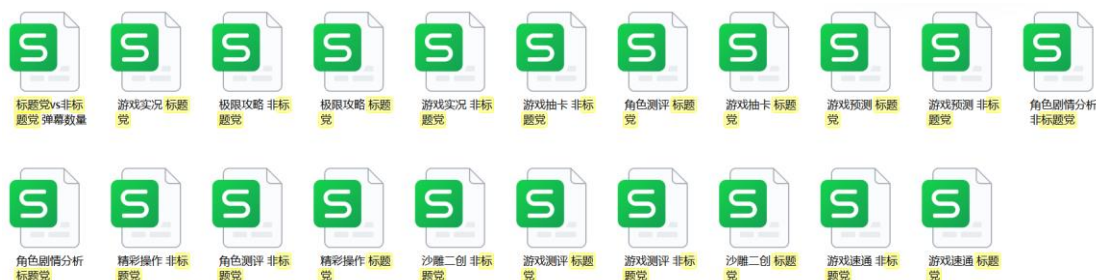 标题党vs非标
题党 弹幕数量
游戏实况 标题
党
极限攻略 非标
题党
极限攻略 标题
党
游戏实况 非标
题党
游戏抽卡 非标
题党
角色测评 标题
党
游戏抽卡 标题
党
游戏预测 标题
党
游戏预测 非标
题党
角色剧情分析
非标题党
角色剧情分析
标题党
精彩操作 非标
题党
角色测评 非标
题党
精彩操作 标题
党
沙雕二创 非标
题党
游戏测评 标题
党
游戏测评 非标
题党
沙雕二创 标题
党
游戏速通 非标
题党
游戏速通 标题
党